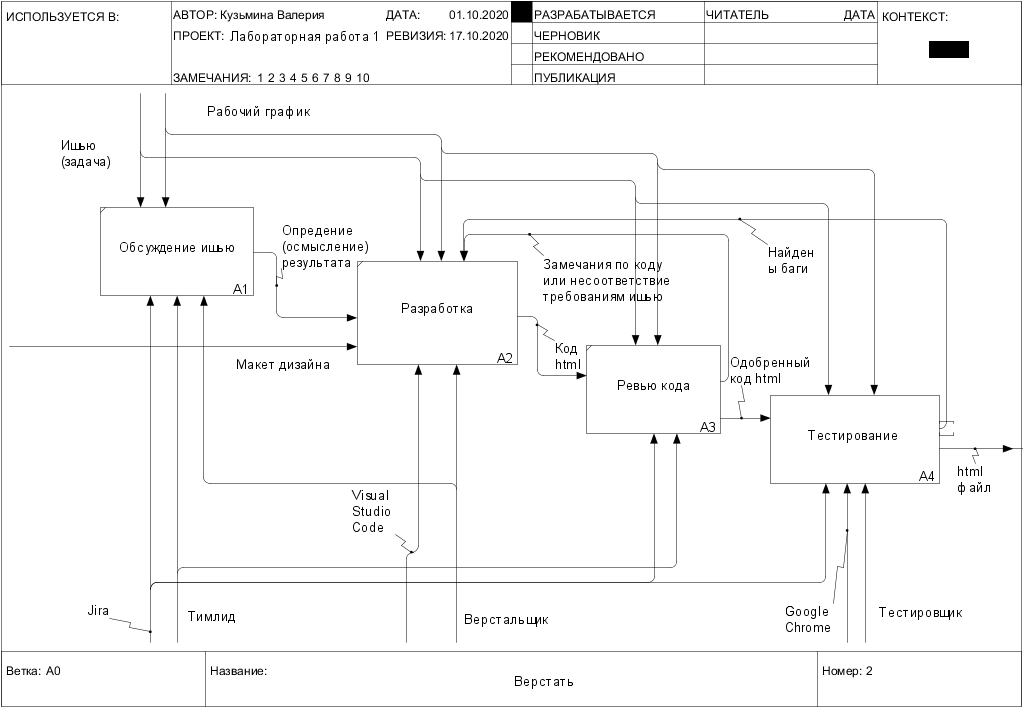 ИСПОЛЬЗУЕТСЯ В:
АВТОР: Кузьмина Валерия
ДАТА: 01.10.2020
ПРОЕКТ: Лабораторная работа 1
РЕВИЗИЯ: 17.10.2020
ЗАМЕЧАНИЯ: 1 2 3 4 5 6 7 8 9 10
РАЗРАБАТЫВАЕТСЯ
ЧЕРНОВИК
РЕКОМЕНДОВАНО
ПУБЛИКАЦИЯ
ЧИТАТЕЛЬ
ДАТА
КОНТЕКСТ:
Рабочий график
Ишью
(задача)
Обсуждение ишью
A1
Опредение
(осмысление)
результата
Разработка
A2
Замечания по коду
или несоответствие
требованиям ишью
Найден
ы баги
Макет дизайна
Код
html
Ревью кода
A3
Одобренный
код html
Тестирование
A4
html
файл
Visual
Studio
Code
Jira
Тимлид
Верстальщик
Google
Chrome
Тестировщик
Ветка: A0
Название:
Верстать
Номер: 2